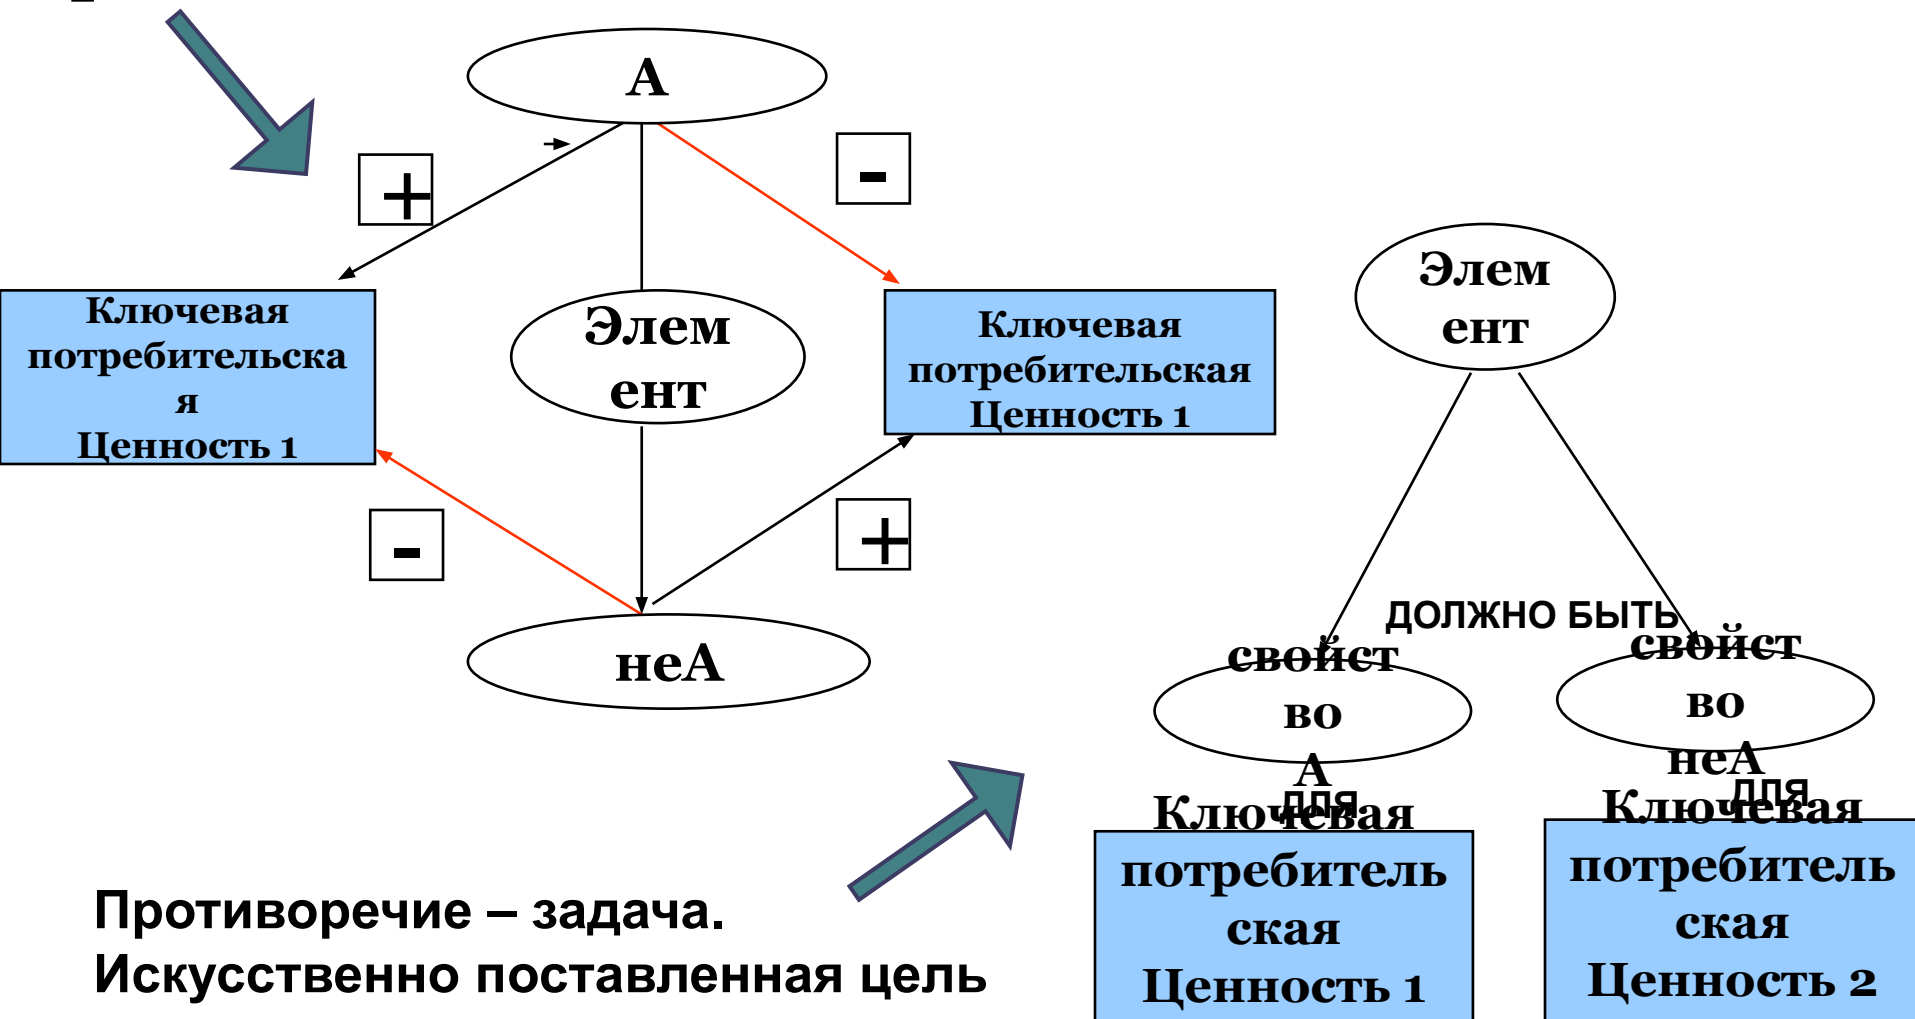 А
+
-
Ключевая
потребительска
я
Ценность 1
Элем
ент
Ключевая
потребительская
Ценность 1
-
+
неА
Элем
ент
ДОЛЖНО БЫТЬ
свойст
во
А
для
Ключевая
потребитель
ская
Ценность 1
свойст
во
неА
для
Ключевая
потребитель
ская
Ценность 2
Противоречие – задача.
Искусственно поставленная цель